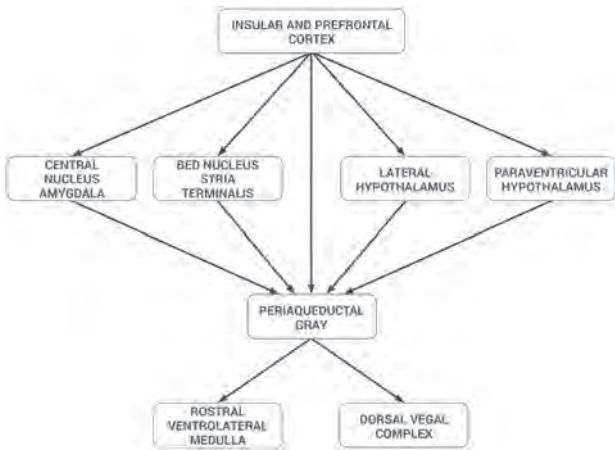 INSULAR AND PREFRONTAL
CORTEX
CENTRAL
NUCLEUS
AMYGDALA
BED NUCLEUS
STRIA
TERMINALIS
LATERAL
HYPOTHALAMUS
PARAVENTRICULAR
HYPOTHALAMUS
PERIAQUEDUCTAL
GRAY
ROSTRAL
VENTROLATERAL
MEDULLA
DORSAL VEGAL
COMPLEX